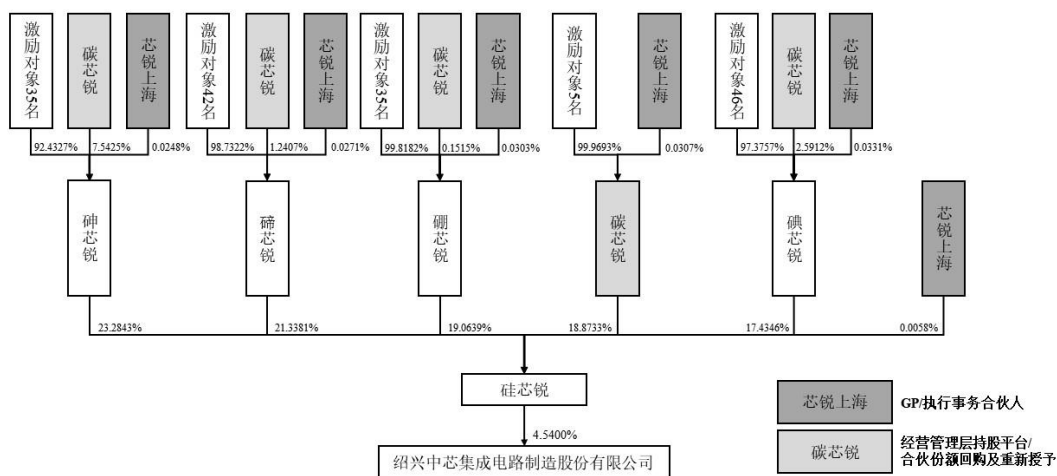 激励对象35名
碳芯锐
芯锐上海
激励对象42名
碳芯锐
芯锐上海
激励对象35名
碳芯锐
芯锐上海
激励对象5名
芯锐上海
激励对象46名
碳芯锐
芯锐上海
92.4327%
7.5425%
0.0248%
98.7322%
1.2407%
0.0271%
99.8182%
0.1515%
0.0303%
99.9693%
0.0307%
97.3757%
2.5912%
0.0331%
砷芯锐
碲芯锐
硼芯锐
碳芯锐
碘芯锐
芯锐上海
23.2843%
21.3381%
19.0639%
18.8733%
17.4346%
0.0058%
硅芯锐
4.5400%
绍兴中芯集成电路制造股份有限公司
芯锐上海
GP/执行事务合伙人
碳芯锐
经营管理层持股平台/
合伙份额回购及重新授予